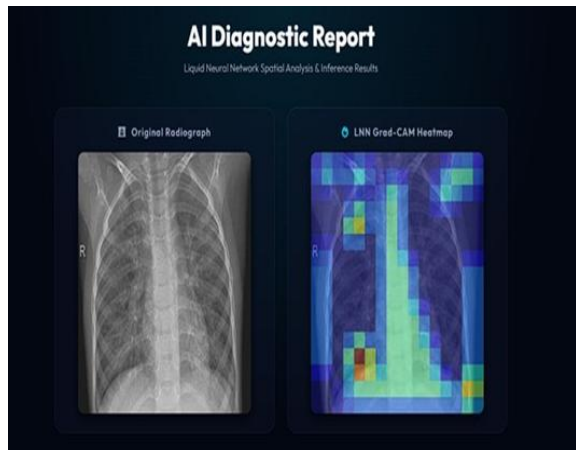 AI Diagnostic Report
Liquid Neural Network Spatial Analysis & Inference Results
Original Radiograph
LNN Grad-CAM Heatmap
R
R